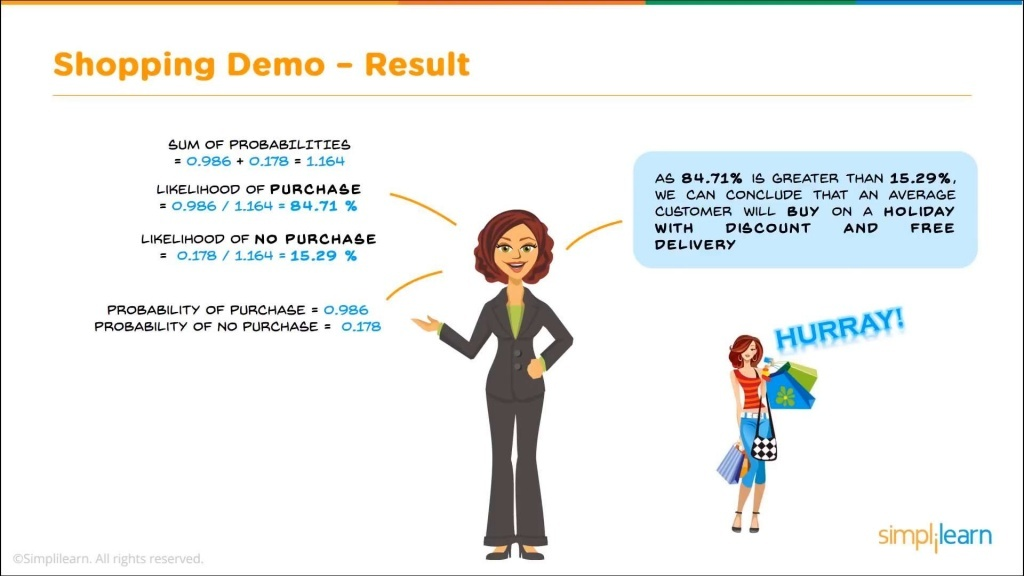 Shopping Demo – Result
SUM OF PROBABILITIES
= 0.986 + 0.178 = 1.164
LIKELIHOOD OF PURCHASE
= 0.986 / 1.164 = 84.71 %
LIKELIHOOD OF NO PURCHASE
= 0.178 / 1.164 = 15.29 %
PROBABILITY OF PURCHASE = 0.986
PROBABILITY OF NO PURCHASE = 0.178
AS 84.71% IS GREATER THAN 15.29%,
WE CAN CONCLUDE THAT AN AVERAGE
CUSTOMER WILL BUY ON A HOLIDAY
WITH DISCOUNT AND FREE
DELIVERY
HURRAY!
simplilearn
©Simplilearn. All rights reserved.